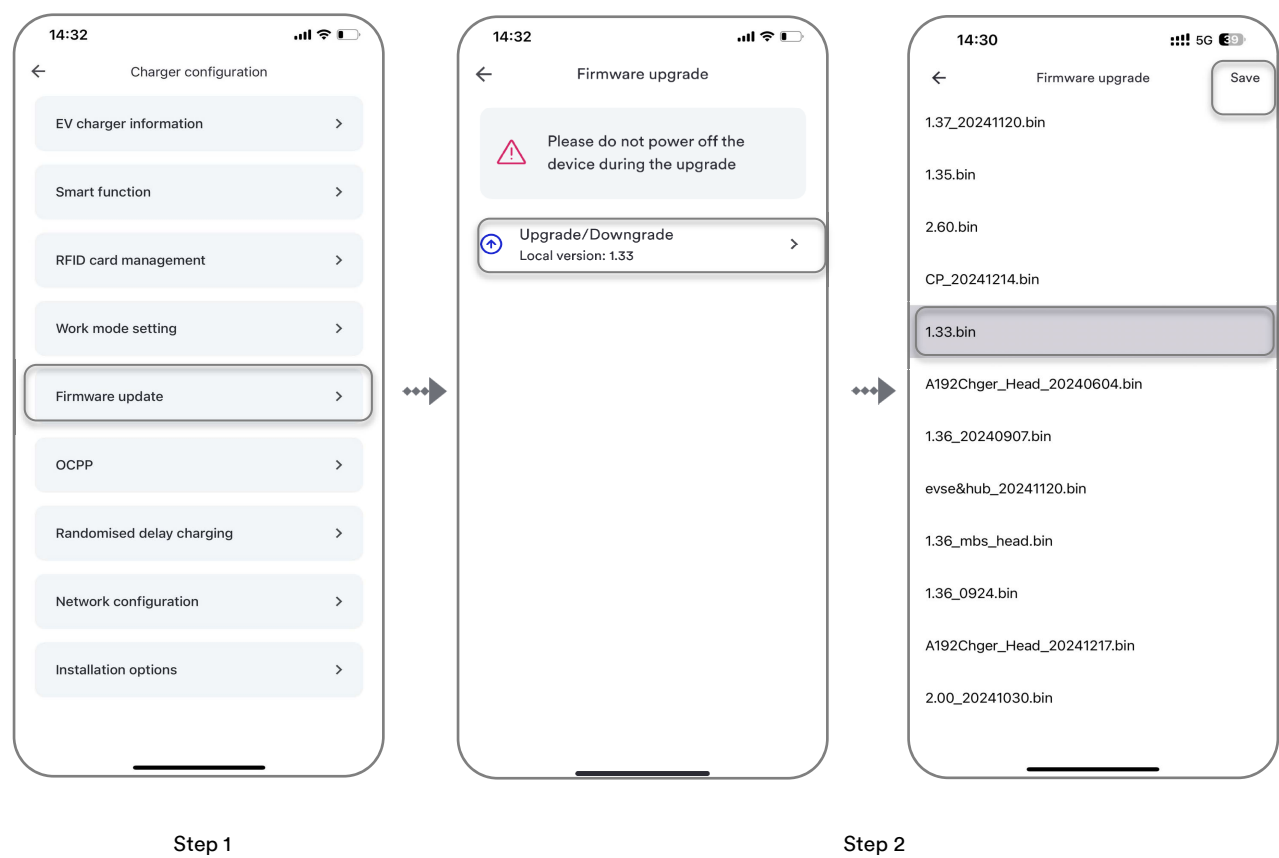 14:32
Charger configuration
EV charger information
Smart function
RFID card management
Work mode setting
Firmware update
OCPP
Randomised delay charging
Network configuration
Installation options
Step 1
14:32
Firmware upgrade
Please do not power off the
device during the upgrade
Upgrade/Downgrade
Local version: 1.33
14:30
5G 39
Firmware upgrade
Save
1.37_20241120.bin
1.35.bin
2.60.bin
CP_20241214.bin
1.33.bin
A192Chger_Head_20240604.bin
1.36_20240907.bin
evse&hub_20241120.bin
1.36_mbs_head.bin
1.36_0924.bin
A192Chger_Head_20241217.bin
2.00_20241030.bin
Step 2